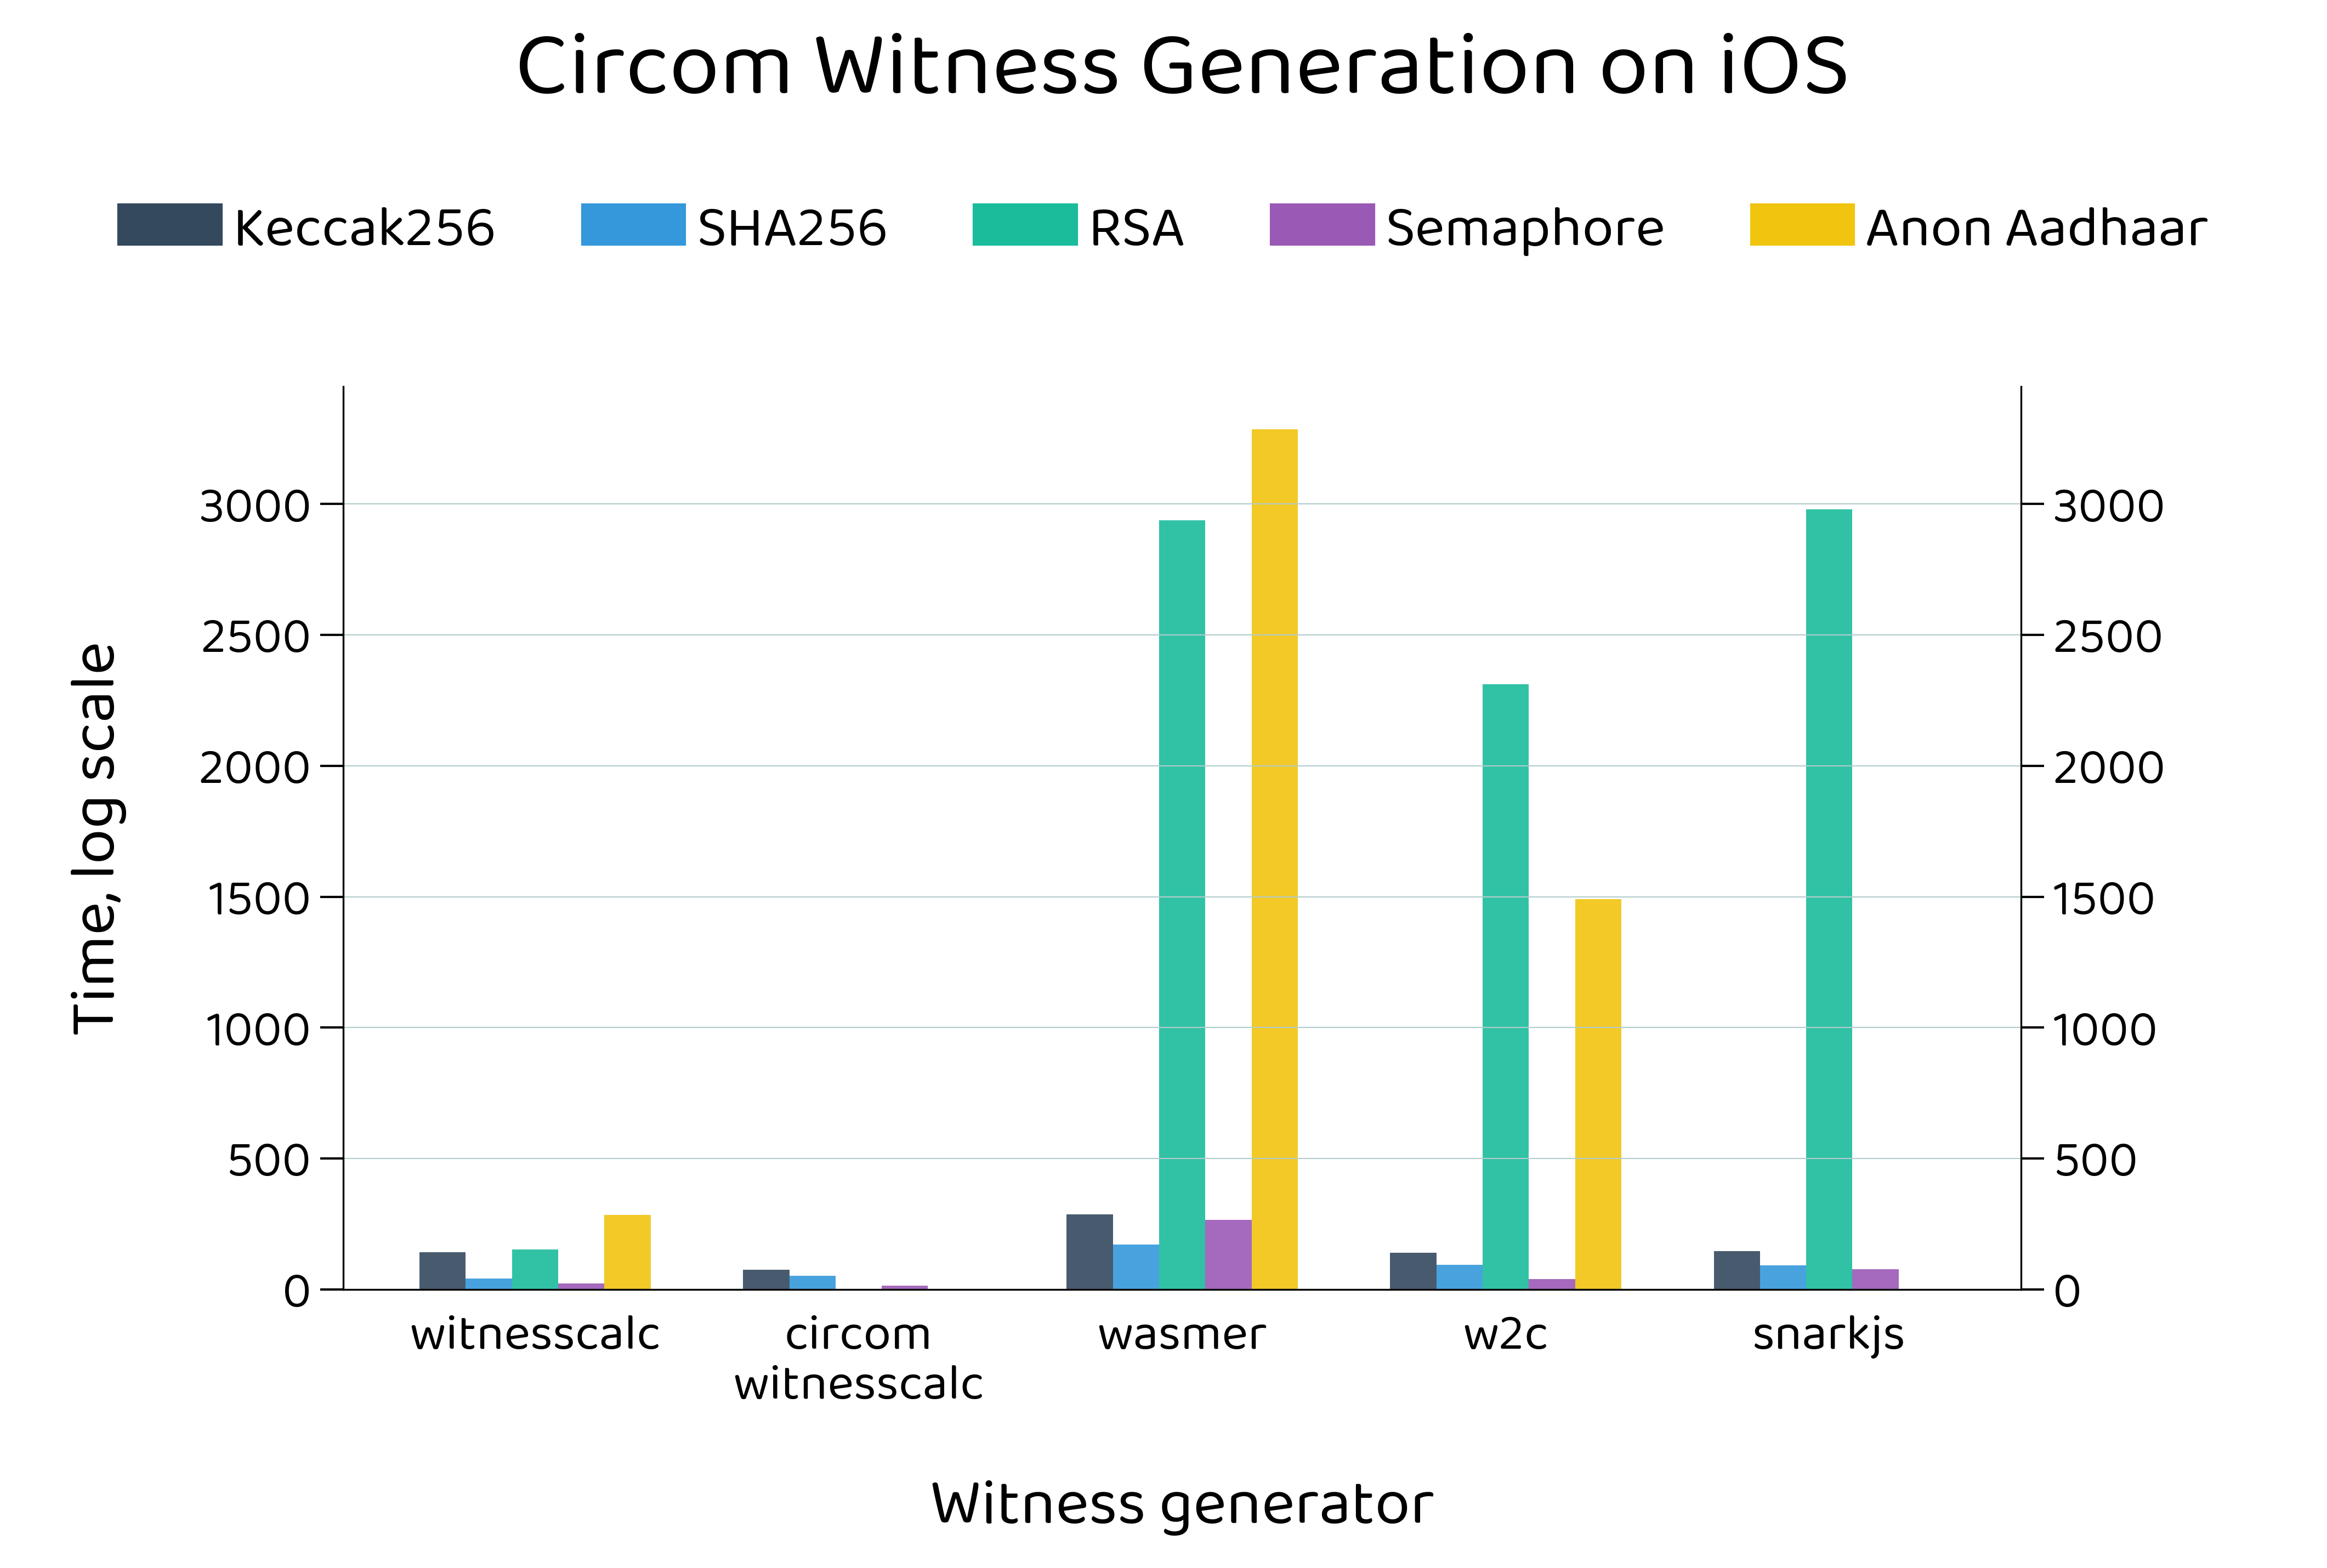 Circom Witness Generation on iOS
Keccak256 SHA256 RSA Semaphore Anon Aadhaar
Time, log scale
3000 3000
2500 2500
2000 2000
1500 1500
1000 1000
500 500
0 0
witnesscalc circom wasmer w2c snarkjs
witnesscalc
Witness generator